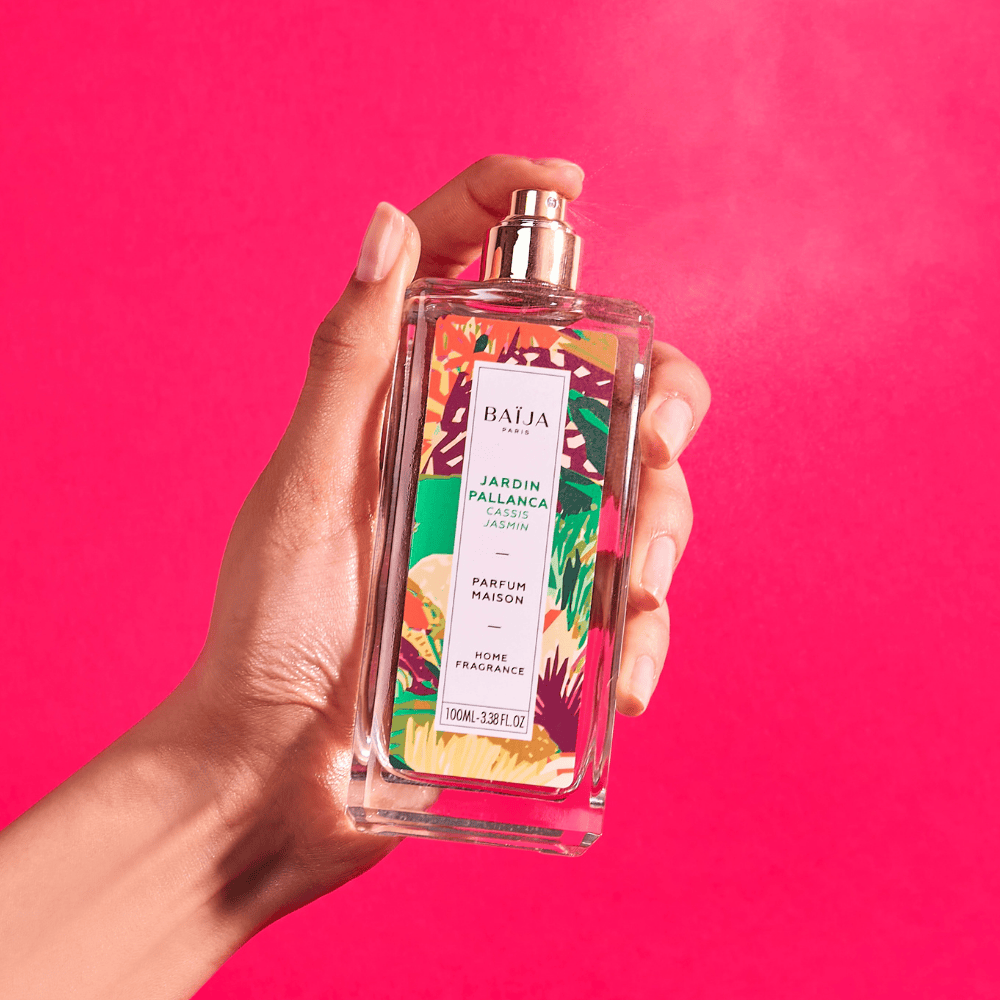 BAÏJA
PARIS
JARDIN
PALLANCA
CASSIS
JASMIN
PARFUM
MAISON
HOME
FRAGRANCE
100ML-3.38 FL.OZ